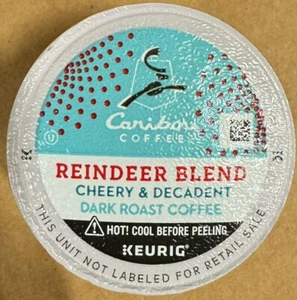 Caribou
COFFEE
REINDEER BLEND
CHEERY & DECADENT
DARK ROAST COFFEE
HOT! COOL BEFORE PEELING
KEURIG®
THIS UNIT NOT LABELED FOR RETAIL SALE